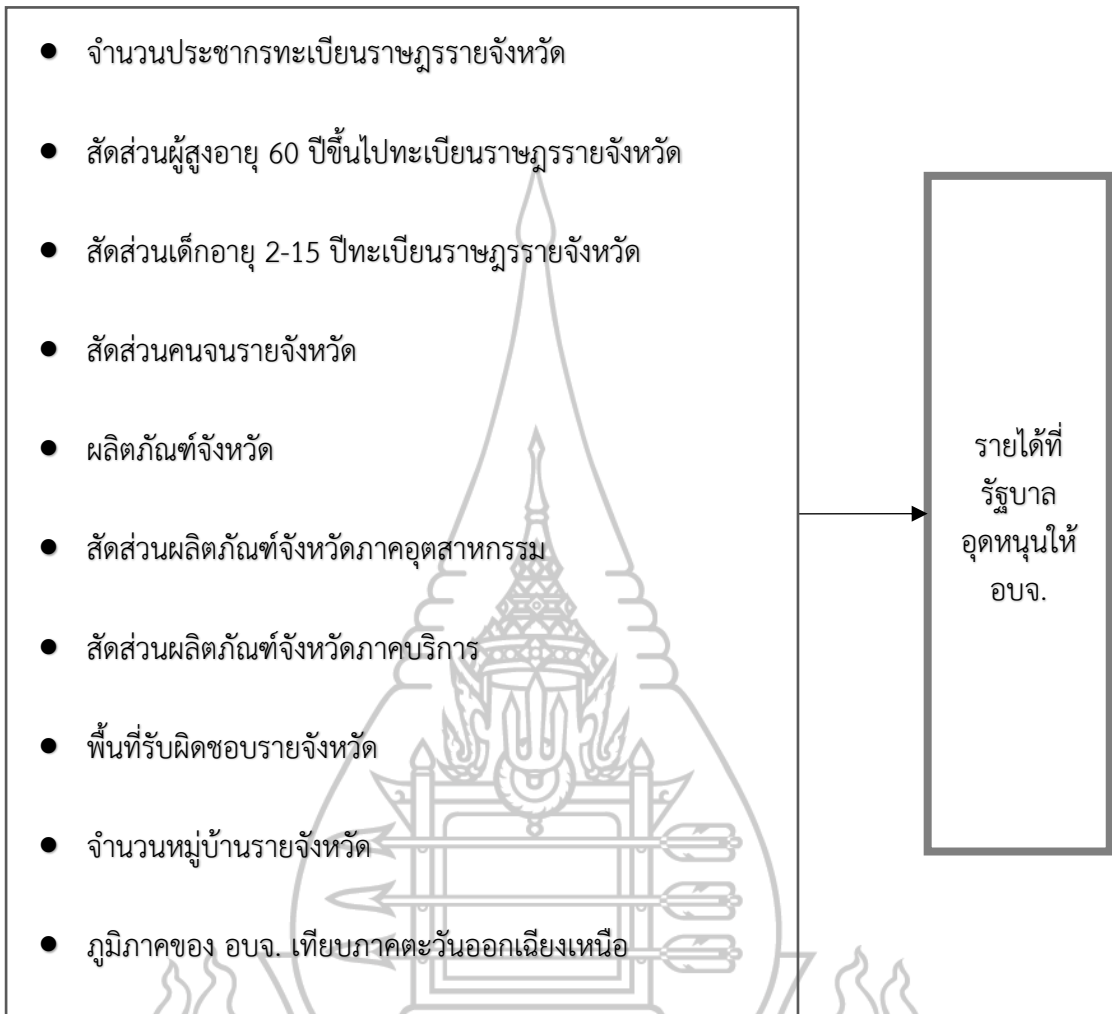 ● จำนวนประชากรทะเบียนราษฎรรายจังหวัด
● สัดส่วนผู้สูงอายุ 60 ปีขึ้นไปทะเบียนราษฎรรายจังหวัด
● สัดส่วนเด็กอายุ 2-15 ปีทะเบียนราษฎรรายจังหวัด
● สัดส่วนคนจนรายจังหวัด
● ผลิตภัณฑ์จังหวัด
● สัดส่วนผลิตภัณฑ์จังหวัดภาคอุตสาหกรรม
● สัดส่วนผลิตภัณฑ์จังหวัดภาคบริการ
● พื้นที่รับผิดชอบรายจังหวัด
● จำนวนหมู่บ้านรายจังหวัด
● ภูมิภาคของ อบจ. เทียบภาคตะวันออกเฉียงเหนือ
รายได้ที่
รัฐบาล
อุดหนุนให้
อบจ.